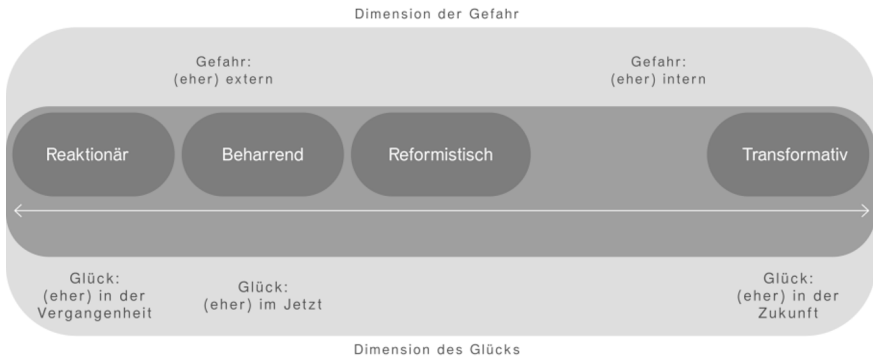 Dimension der Gefahr
Gefahr:
(eher) extern
Gefahr:
(eher) intern
Reaktionär
Beharrend
Reformistisch
Transformativ
Glück:
(eher) in der
Vergangenheit
Glück:
(eher) im Jetzt
Glück:
(eher) in der
Zukunft
Dimension des Glücks